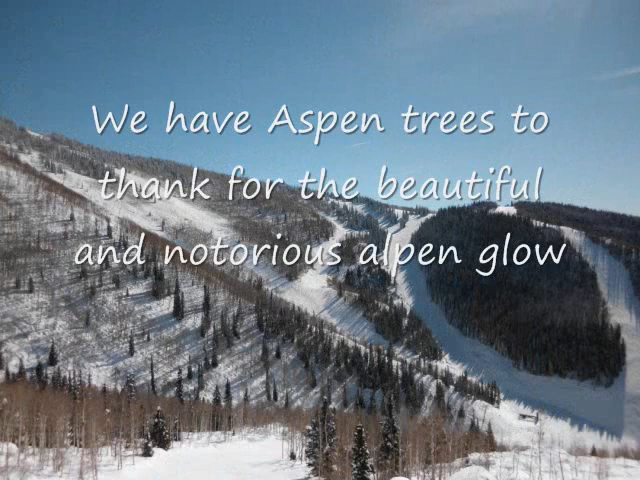 We have Aspen trees to
thank for the beautiful
and notorious alpen glow